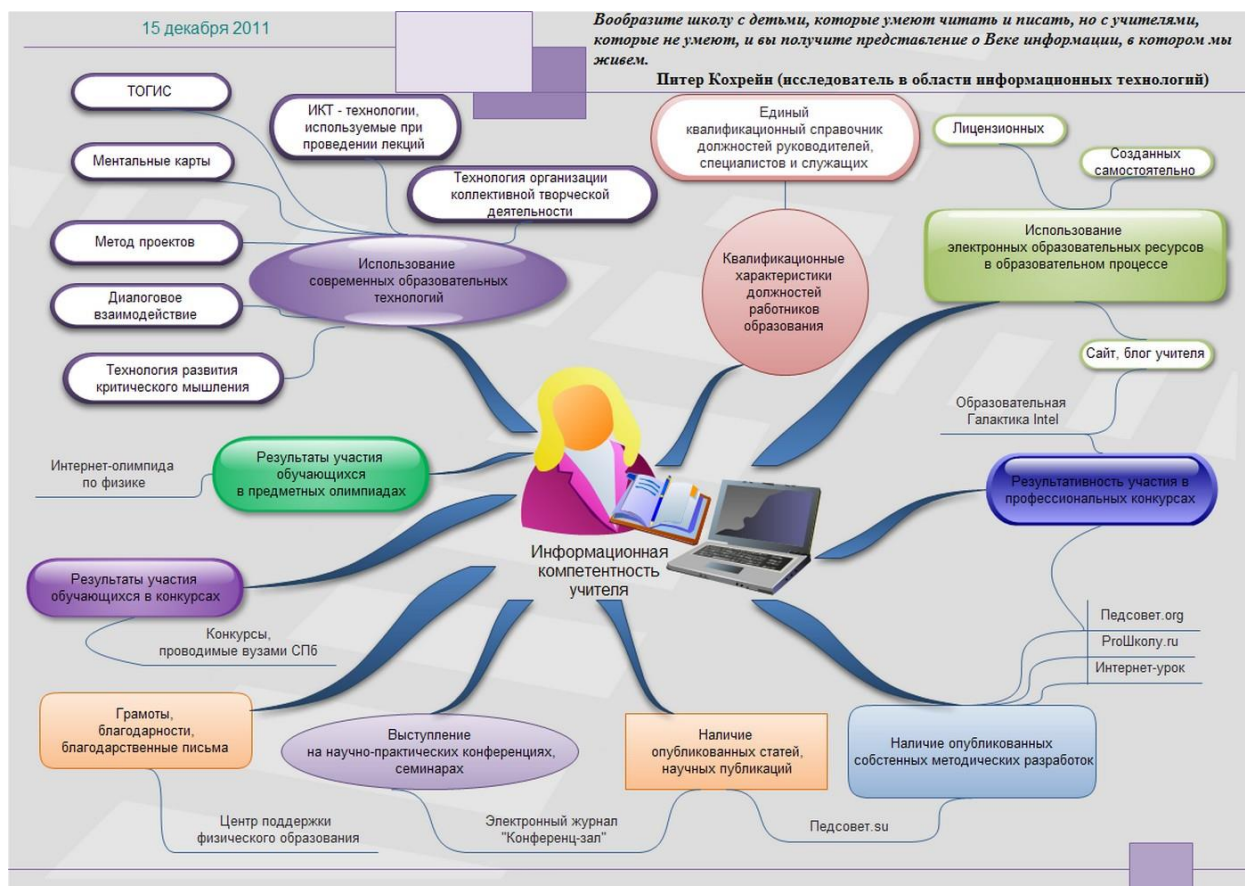 15 декабря 2011
Вообразите школу с детьми, которые умеют читать и писать, но с учителями,
которые не умеют, и вы получите представление о Веке информации, в котором мы
живем.
Питер Кохрейн (исследователь в области информационных технологий)
ТОГИС
ИКТ - технологии,
используемые при
проведении лекций
Ментальные карты
Технология организации
коллективной творческой
деятельности
Метод проектов
Использование
современных образовательных
технологий
Диалоговое
взаимодействие
Технология развития
критического мышления
Единый
квалификационный справочник
должностей руководителей,
специалистов и служащих
Квалификационные
характеристики
должностей
работников
образования
Лицензионных
Созданных
самостоятельно
Использование
электронных образовательных ресурсов
в образовательном процессе
Сайт, блог учителя
Образовательная
Галактика Intel
Результаты участия
обучающихся
в предметных олимпиадах
Интернет-олимпида
по физике
Результативность участия в
профессиональных конкурсах
Информационная
компетентность
учителя
Результаты участия
обучающихся в конкурсах
Конкурсы,
проводимые вузами СПб
Педсовет.org
ProШколу.ru
Интернет-урок
Грамоты,
благодарности,
благодарственные письма
Выступление
на научно-практических конференциях,
семинарах
Наличие
опубликованных статей,
научных публикаций
Наличие опубликованных
собстенных методических разработок
Центр поддержки
физического образования
Электронный журнал
"Конференц-зал"
Педсовет.su